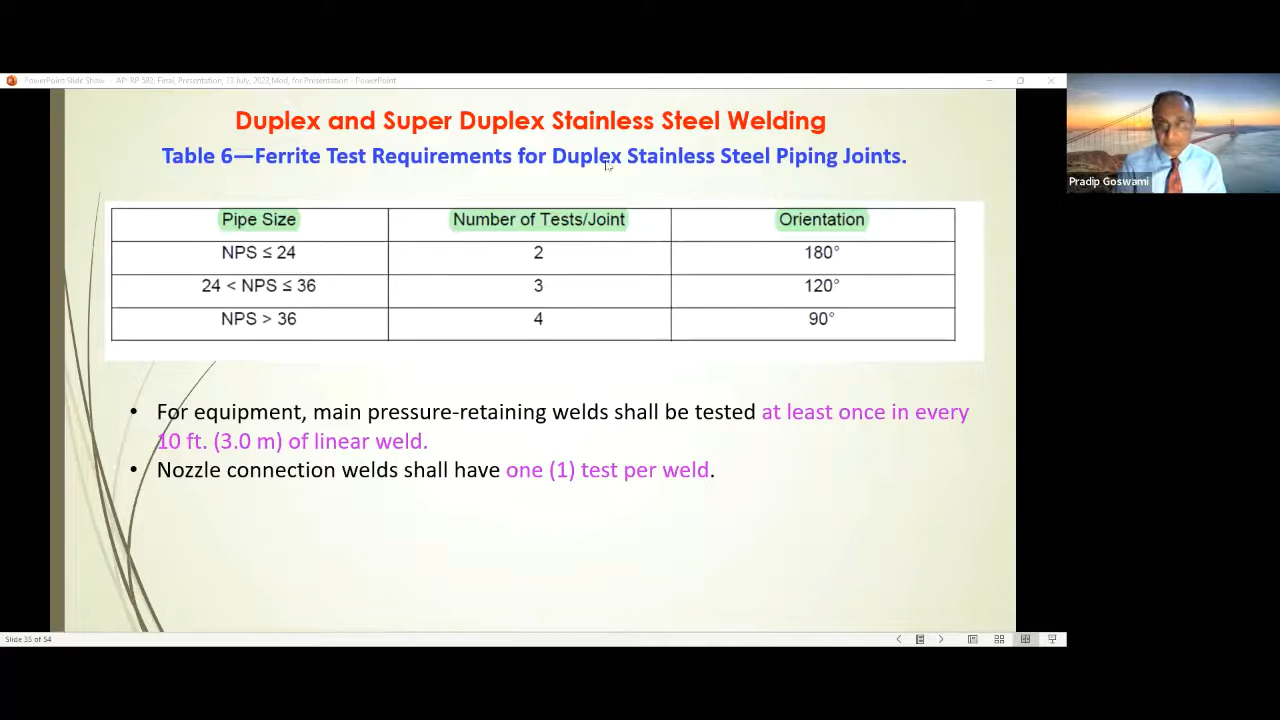 PowerPoint Slide Show - API RP 582, Final, Presentation, 25 July, 2022,Mod, for Presentation - PowerPoint
Duplex and Super Duplex Stainless Steel Welding
Table 6—Ferrite Test Requirements for Duplex Stainless Steel Piping Joints.
Pradip Goswami
Pipe Size Number of Tests/Joint Orientation
NPS ≤ 24 2 180°
24 < NPS ≤ 36 3 120°
NPS > 36 4 90°
• For equipment, main pressure-retaining welds shall be tested at least once in every
10 ft. (3.0 m) of linear weld.
• Nozzle connection welds shall have one (1) test per weld.
Slide 35 of 54